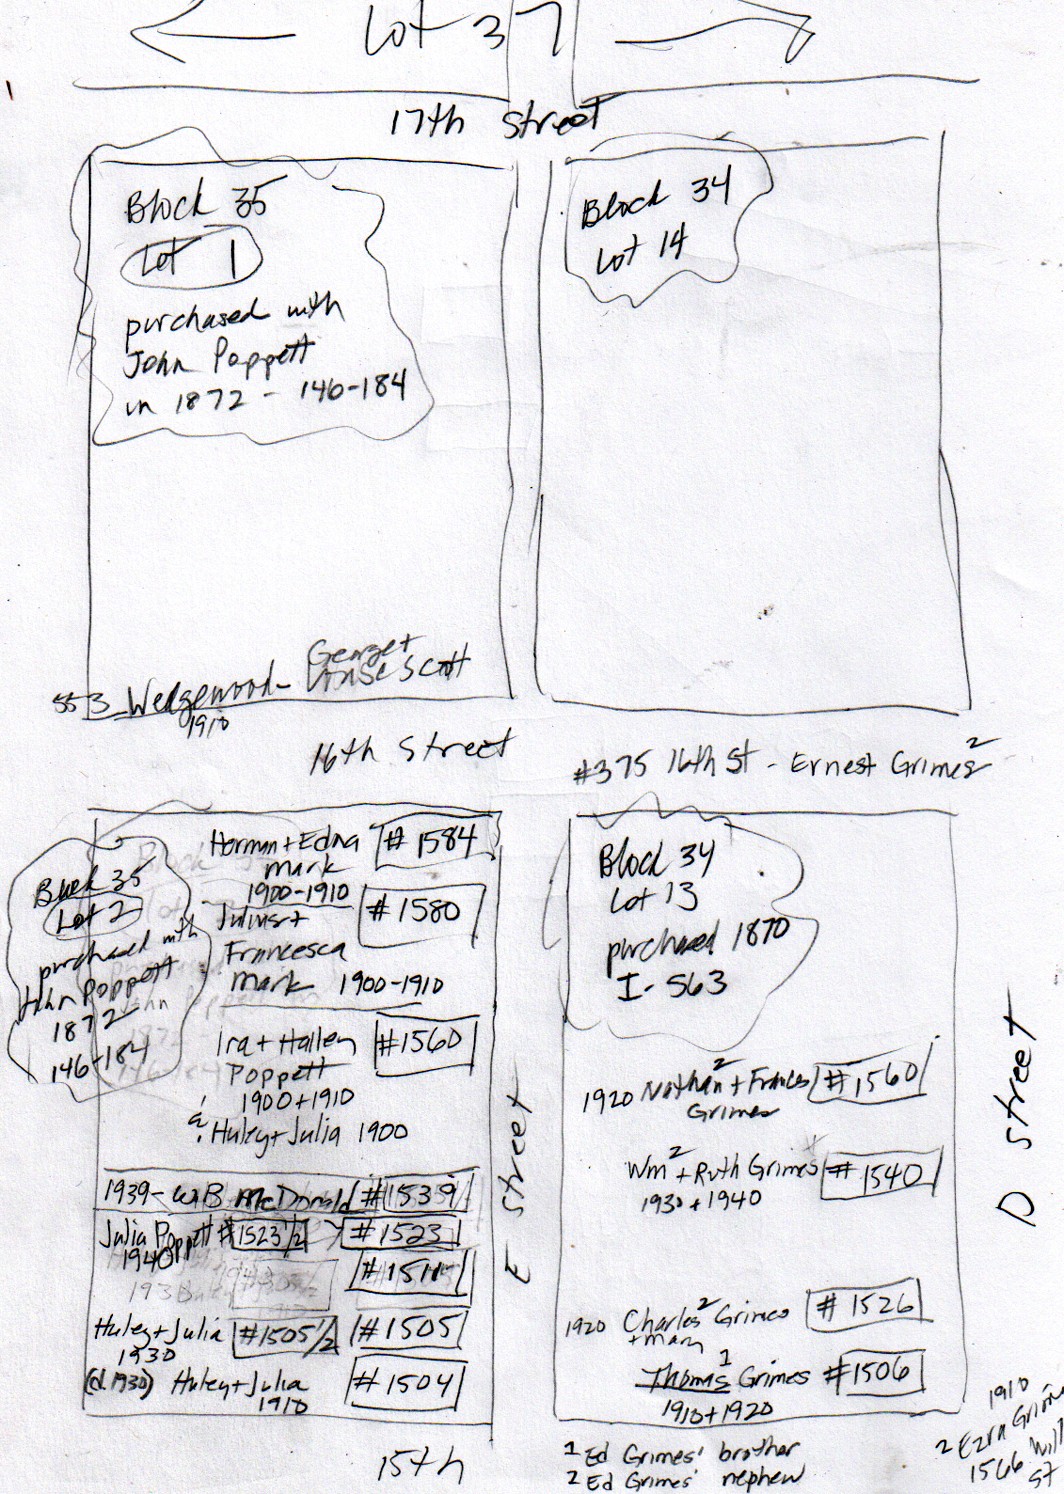 Lot 37
17th Street
Block 35
Lot 1
purchased with
John Poppett
in 1872 - 146-184
Block 34
Lot 14
George +
Scott
553 Wedgewood -
1910
16th Street
#375 16th St - Ernest Grimes 2
Block 35
Lot 2
purchased with
John Poppett
1872
146-184
Herman + Edna
Mark
1900-1910
#1584
Julius +
Francesca
Mark 1900-1910
#1580
Ira + Hailey
Poppett
1900 + 1910
#1560
& Huley + Julia 1900
1939 - WB McDonald #1539
Julia Poppett #1523 1/2 #1523
1940
#1511
Huley + Julia #1505 1/2 #1505
1930
(d. 1930) Huley + Julia #1504
1910
15th
E Street
Block 34
Lot 13
purchased 1870
I-563
1920 Nathan 2 + Frances #1560
Grimes
Wm 2 + Ruth Grimes #1540
1930 + 1940
1920 Charles 2 Grimes #1526
+ Mary
Thomas 1 Grimes #1506
1910 + 1920
D Street
1 Ed Grimes' brother
2 Ed Grimes' nephew
1910
2 Ezra Grimes
1566 Will
St